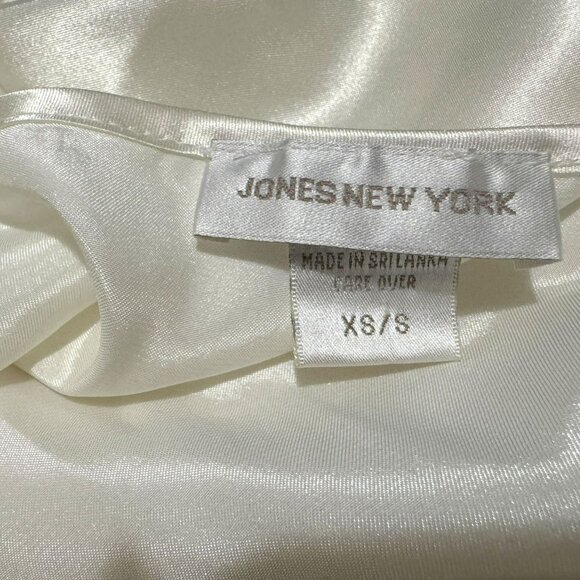 JONES NEW YORK
MADE IN SRI LANKA
CARE OVER
XS/S